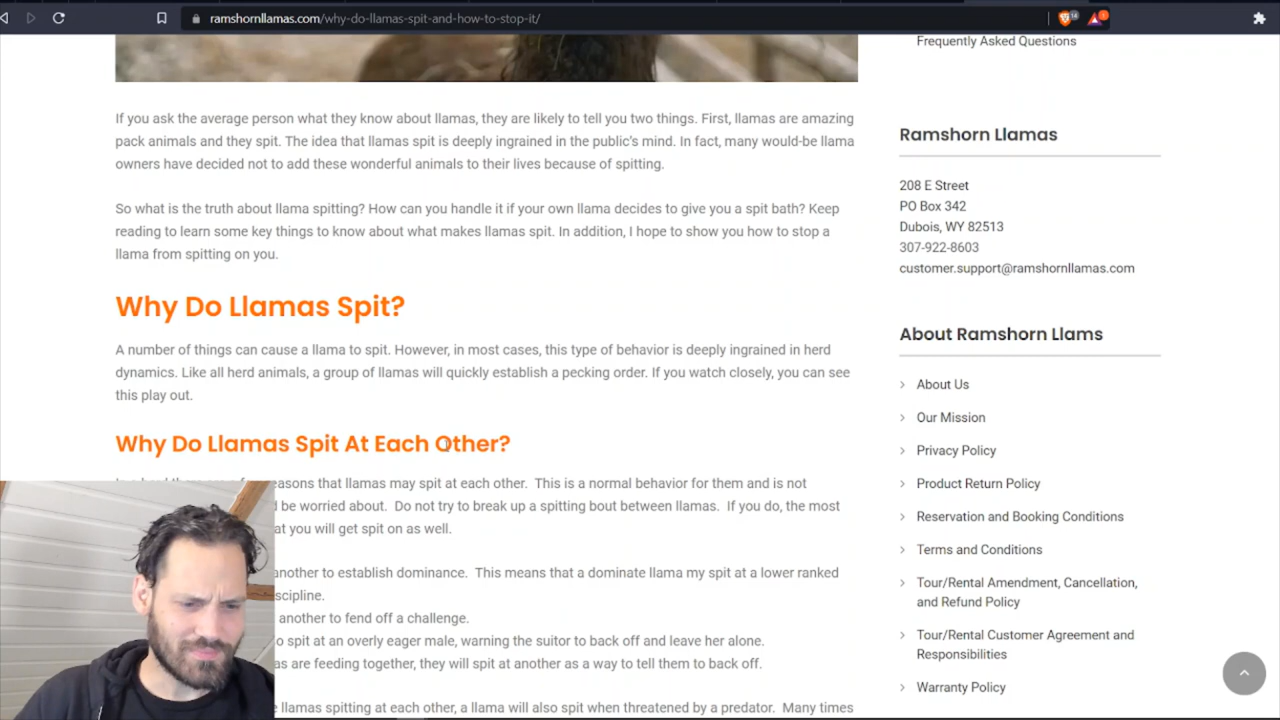 ramshornllamas.com/why-do-llamas-spit-and-how-to-stop-it/
Frequently Asked Questions
If you ask the average person what they know about llamas, they are likely to tell you two things. First, llamas are amazing
pack animals and they spit. The idea that llamas spit is deeply ingrained in the public's mind. In fact, many would-be llama
owners have decided not to add these wonderful animals to their lives because of spitting.
So what is the truth about llama spitting? How can you handle it if your own llama decides to give you a spit bath? Keep
reading to learn some key things to know about what makes llamas spit. In addition, I hope to show you how to stop a
llama from spitting on you.
Why Do Llamas Spit?
A number of things can cause a llama to spit. However, in most cases, this type of behavior is deeply ingrained in herd
dynamics. Like all herd animals, a group of llamas will quickly establish a pecking order. If you watch closely, you can see
this play out.
Why Do Llamas Spit At Each Other?
reasons that llamas may spit at each other. This is a normal behavior for them and is not
be worried about. Do not try to break up a spitting bout between llamas. If you do, the most
you will get spit on as well.
another to establish dominance. This means that a dominate llama my spit at a lower ranked
another to fend off a challenge.
spit at an overly eager male, warning the suitor to back off and leave her alone.
are feeding together, they will spit at another as a way to tell them to back off.
llamas spitting at each other, a llama will also spit when threatened by a predator. Many times
Ramshorn Llamas
208 E Street
PO Box 342
Dubois, WY 82513
307-922-8603
customer.support@ramshornllamas.com
About Ramshorn Llams
About Us
Our Mission
Privacy Policy
Product Return Policy
Reservation and Booking Conditions
Terms and Conditions
Tour/Rental Amendment, Cancellation,
and Refund Policy
Tour/Rental Customer Agreement and
Responsibilities
Warranty Policy